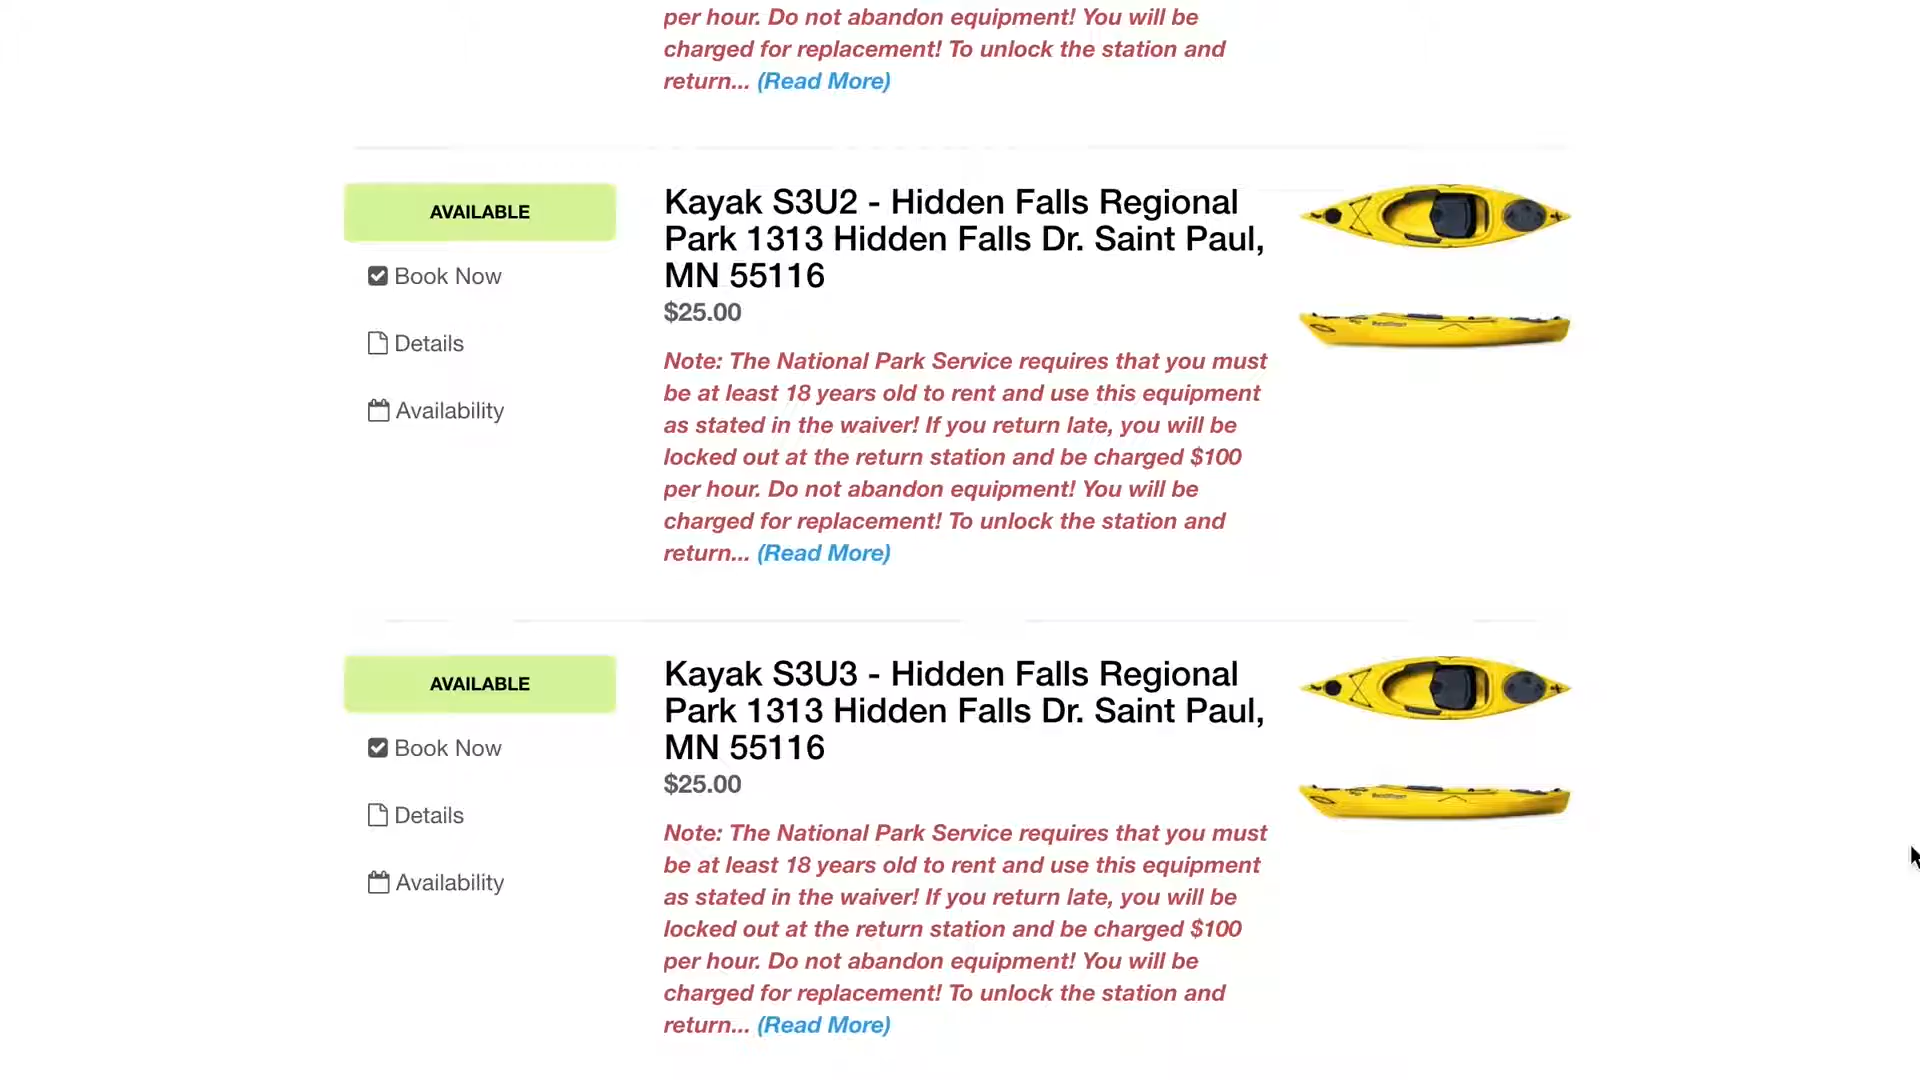 per hour. Do not abandon equipment! You will be
charged for replacement! To unlock the station and
return... (Read More)
AVAILABLE
Book Now
Details
Availability
Kayak S3U2 - Hidden Falls Regional
Park 1313 Hidden Falls Dr. Saint Paul,
MN 55116
$25.00
Note: The National Park Service requires that you must
be at least 18 years old to rent and use this equipment
as stated in the waiver! If you return late, you will be
locked out at the return station and be charged $100
per hour. Do not abandon equipment! You will be
charged for replacement! To unlock the station and
return... (Read More)
AVAILABLE
Book Now
Details
Availability
Kayak S3U3 - Hidden Falls Regional
Park 1313 Hidden Falls Dr. Saint Paul,
MN 55116
$25.00
Note: The National Park Service requires that you must
be at least 18 years old to rent and use this equipment
as stated in the waiver! If you return late, you will be
locked out at the return station and be charged $100
per hour. Do not abandon equipment! You will be
charged for replacement! To unlock the station and
return... (Read More)